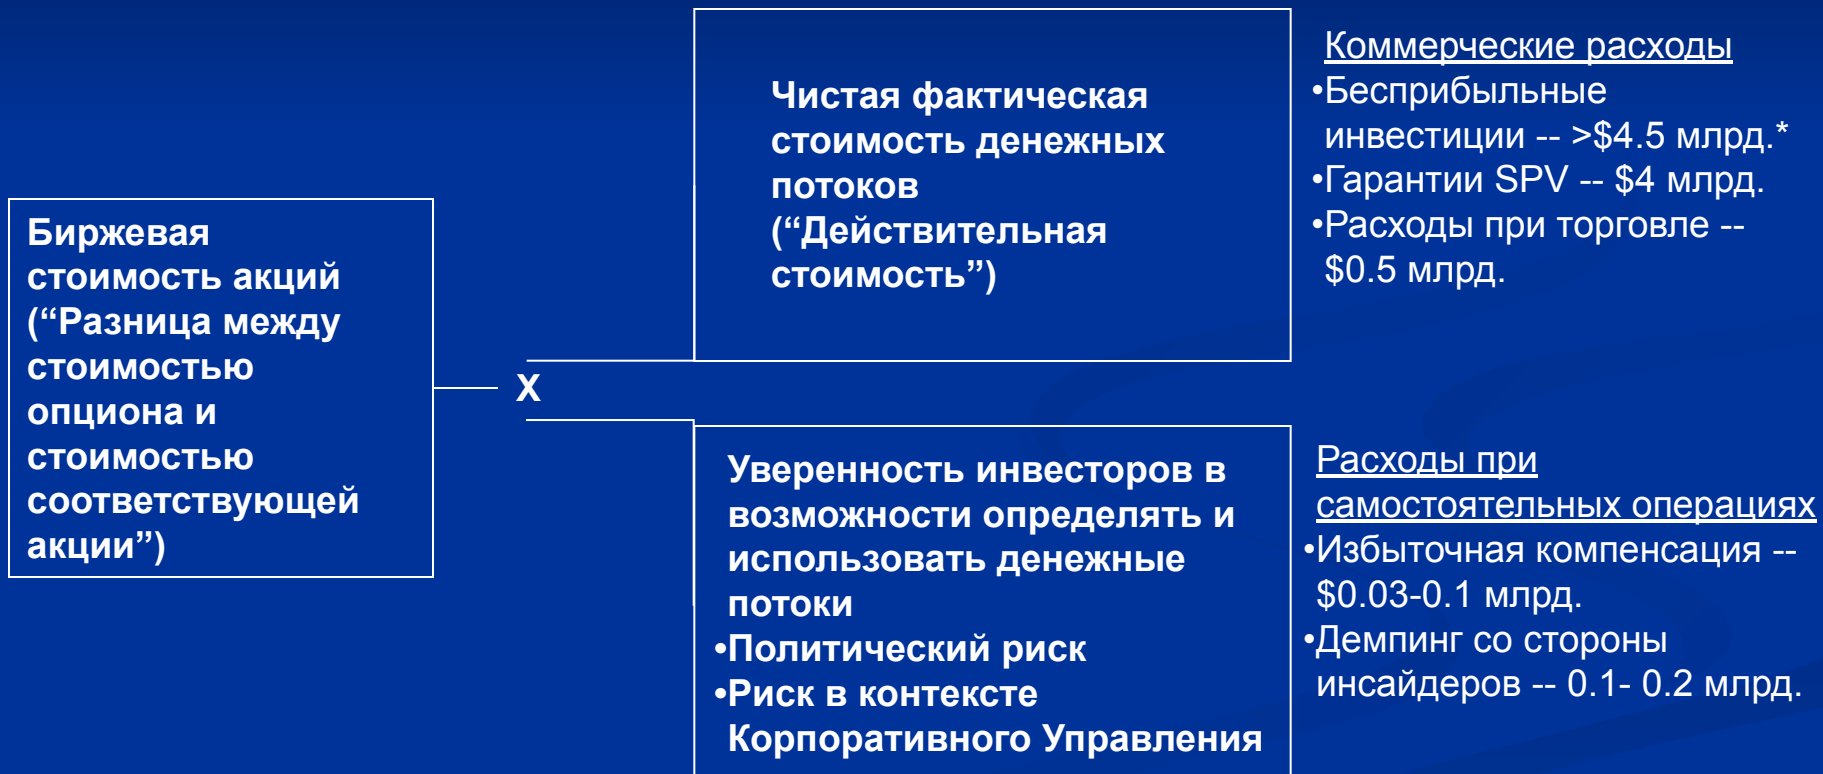 Биржевая
стоимость акций
(“Разница между
стоимостью
опциона и
стоимостью
соответствующей
акции”)
X
Чистая фактическая
стоимость денежных
потоков
(“Действительная
стоимость”)
Коммерческие расходы
•Бесприбыльные
инвестиции -- >$4.5 млрд.*
•Гарантии SPV -- $4 млрд.
•Расходы при торговле --
$0.5 млрд.
Уверенность инвесторов в
возможности определять и
использовать денежные
потоки
•Политический риск
•Риск в контексте
Корпоративного Управления
Расходы при
самостоятельных операциях
•Избыточная компенсация --
$0.03-0.1 млрд.
•Демпинг со стороны
инсайдеров -- 0.1- 0.2 млрд.